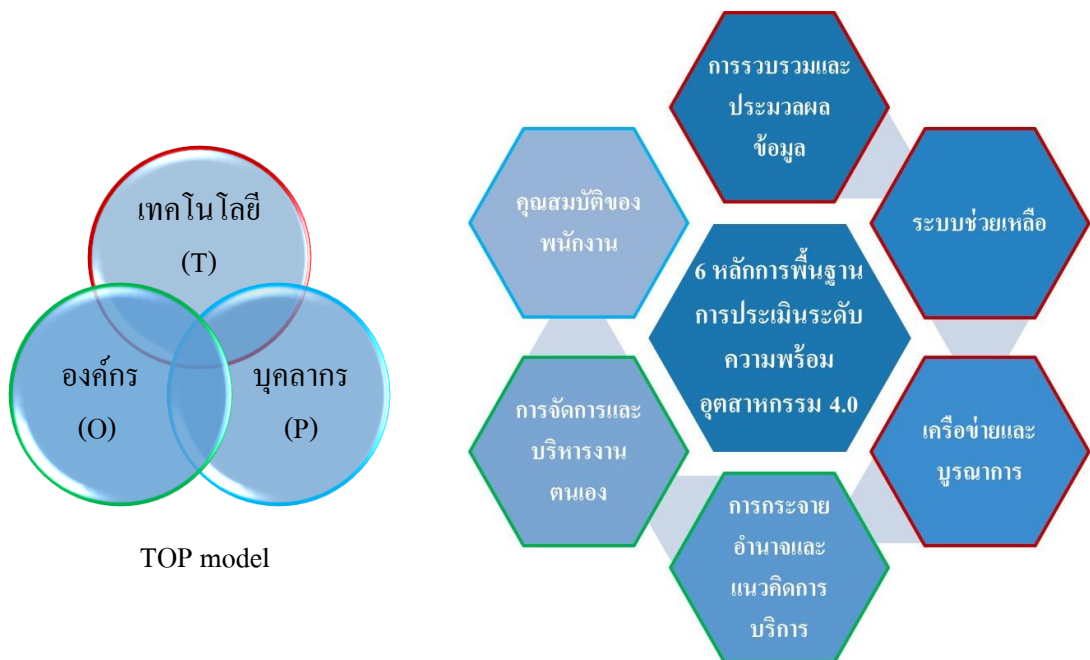 เทคโนโลยี
(T)
องค์กร
(O)
บุคลากร
(P)
TOP model
การรวบรวมและ
ประมวลผล
ข้อมูล
ระบบช่วยเหลือ
เครือข่ายและ
บูรณาการ
การกระจาย
อำนาจและ
แนวคิดการ
บริการ
การจัดการและ
บริหารงาน
ตนเอง
คุณสมบัติของ
พนักงาน
6 หลักการพื้นฐาน
การประเมินระดับ
ความพร้อม
อุตสาหกรรม 4.0